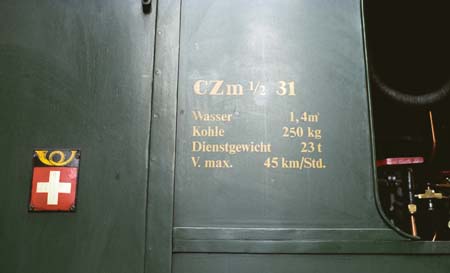 CZm 1/2 31
Wasser 1,4m³
Kohle 250 kg
Dienstgewicht 23 t
V. max. 45 km/Std.